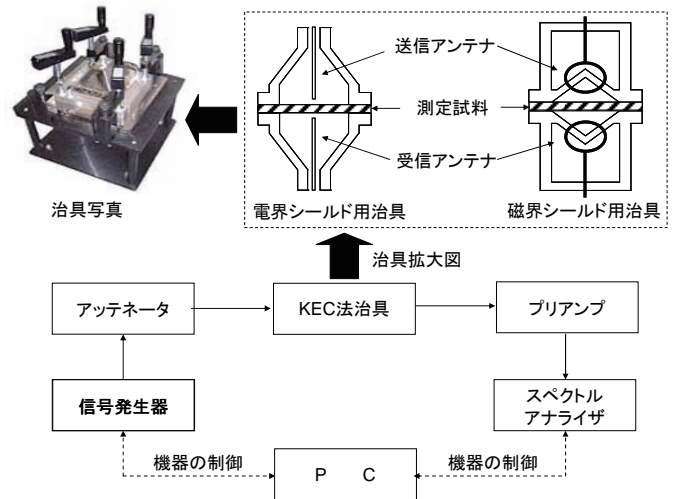 送信アンテナ
測定試料
受信アンテナ
治具写真
電界シールド用治具
磁界シールド用治具
治具拡大図
アッテネータ
KEC法治具
プリアンプ
信号発生器
スペクトル
アナライザ
機器の制御
P C
機器の制御